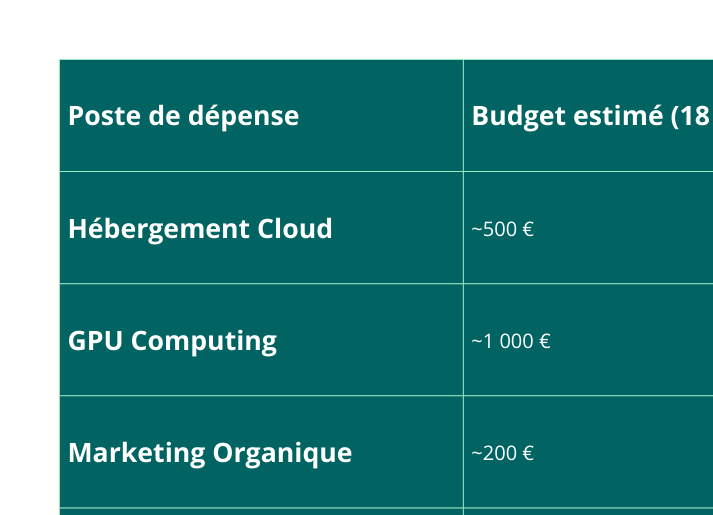 Poste de dépense
Budget estimé (18
Hébergement Cloud
~500 €
GPU Computing
~1 000 €
Marketing Organique
~200 €